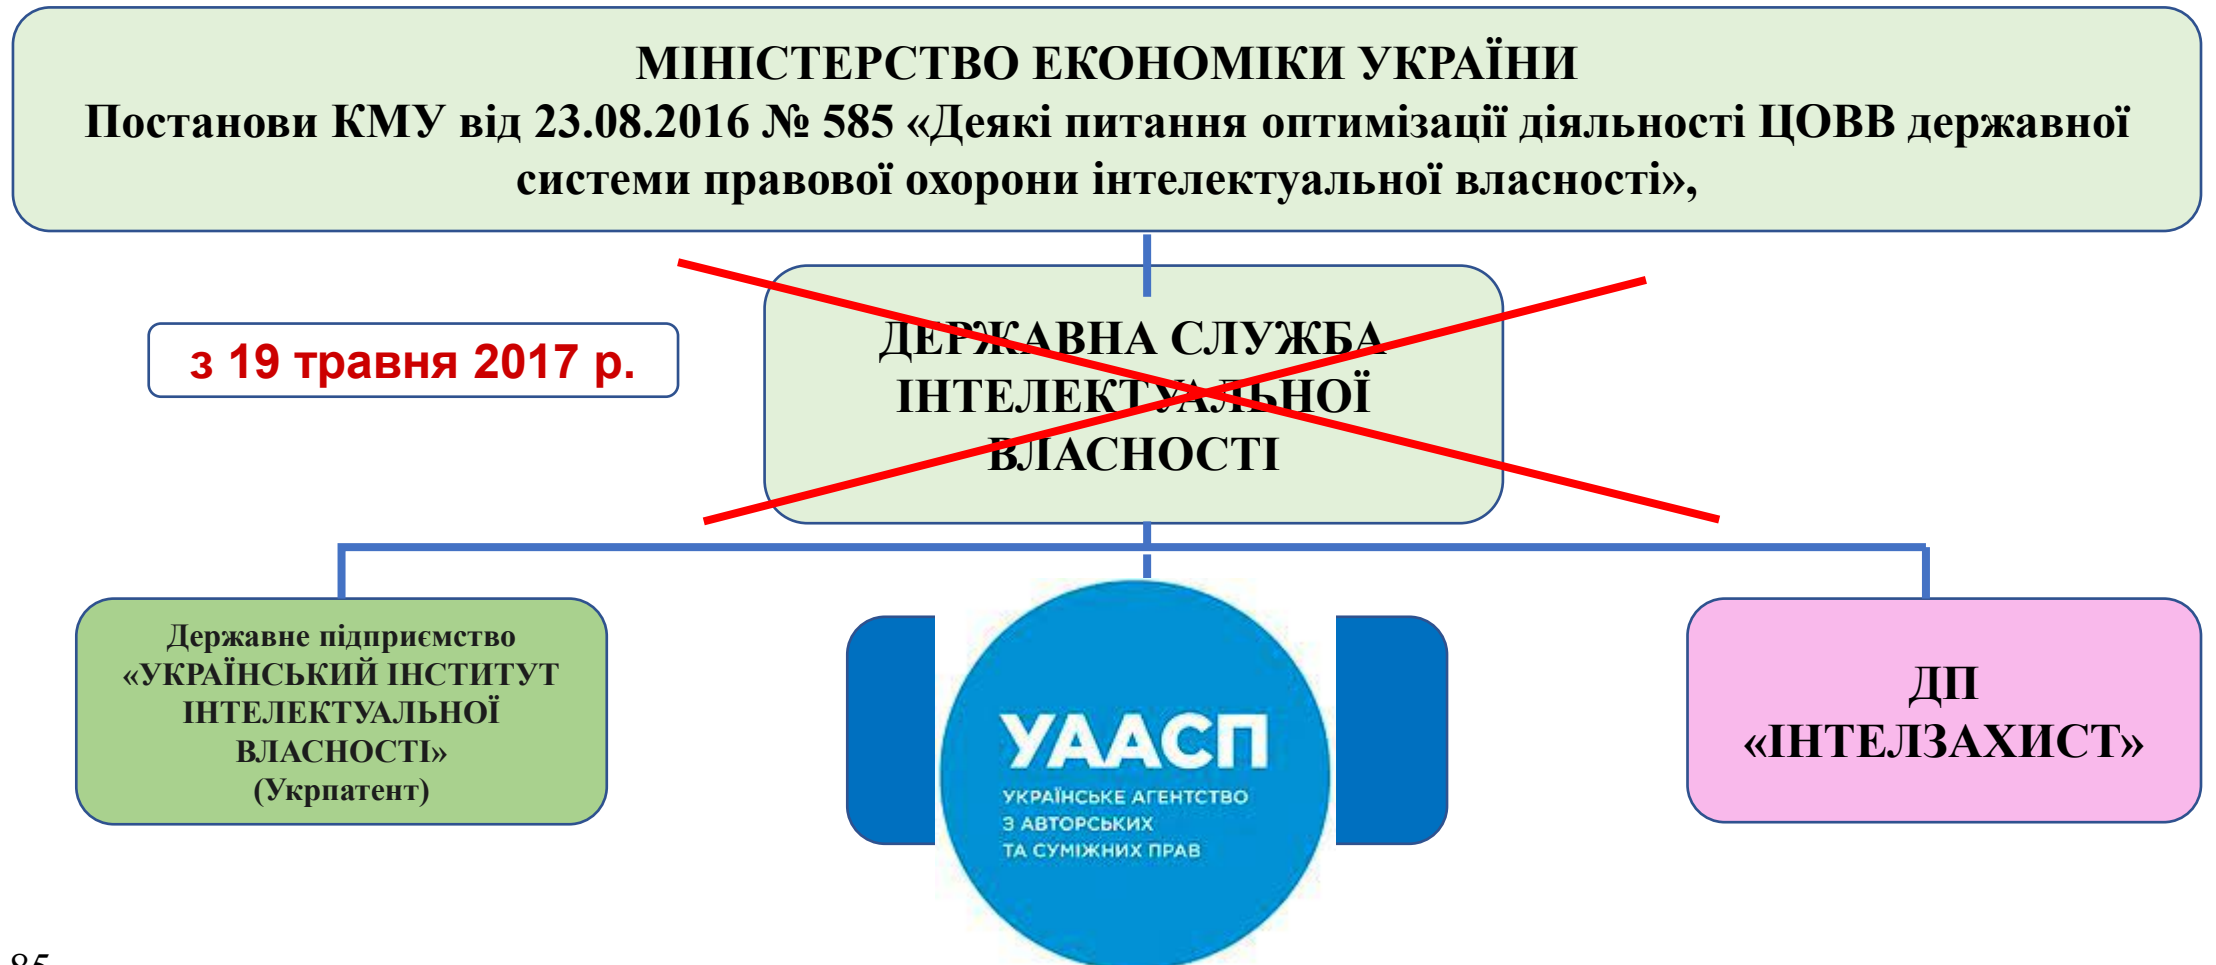 МІНІСТЕРСТВО ЕКОНОМІКИ УКРАЇНИ
Постанови КМУ від 23.08.2016 № 585 «Деякі питання оптимізації діяльності ЦОВВ державної
системи правової охорони інтелектуальної власності»,
з 19 травня 2017 р.
ДЕРЖАВНА СЛУЖБА
ІНТЕЛЕКТУАЛЬНОЇ
ВЛАСНОСТІ
Державне підприємство
«УКРАЇНСЬКИЙ ІНСТИТУТ
ІНТЕЛЕКТУАЛЬНОЇ
ВЛАСНОСТІ»
(Укрпатент)
УААСП
УКРАЇНСЬКЕ АГЕНТСТВО
З АВТОРСЬКИХ
ТА СУМІЖНИХ ПРАВ
ДП
«ІНТЕЛЗАХИСТ»
85